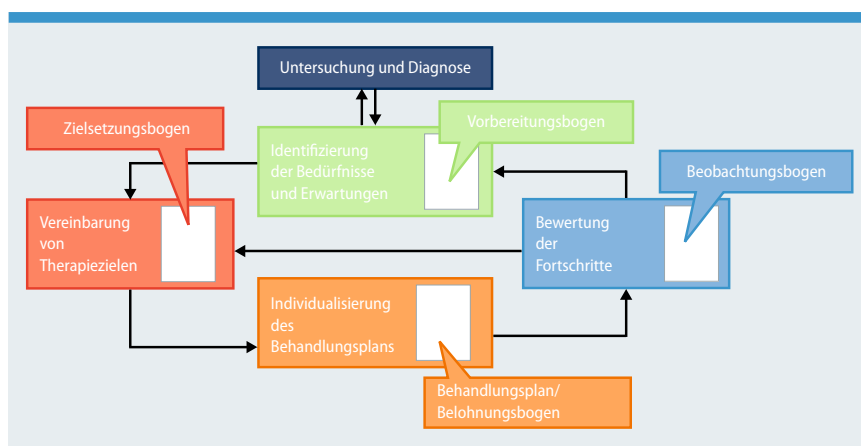 Untersuchung und Diagnose
Zielsetzungsbogen
Vorbereitungsbogen
Identifizierung
der Bedürfnisse
und Erwartungen
Beobachtungsbogen
Vereinbarung
von
Therapiezielen
Bewertung
der
Fortschritte
Individualisierung
des
Behandlungsplans
Behandlungsplan/
Belohnungsbogen